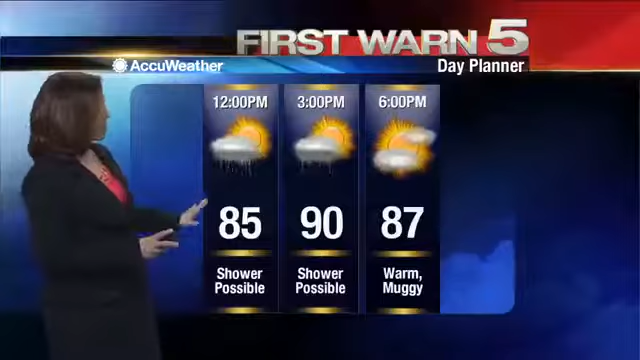 FIRST WARN 5
AccuWeather
Day Planner
12:00PM
3:00PM
6:00PM
85
90
87
Shower
Possible
Shower
Possible
Warm,
Muggy